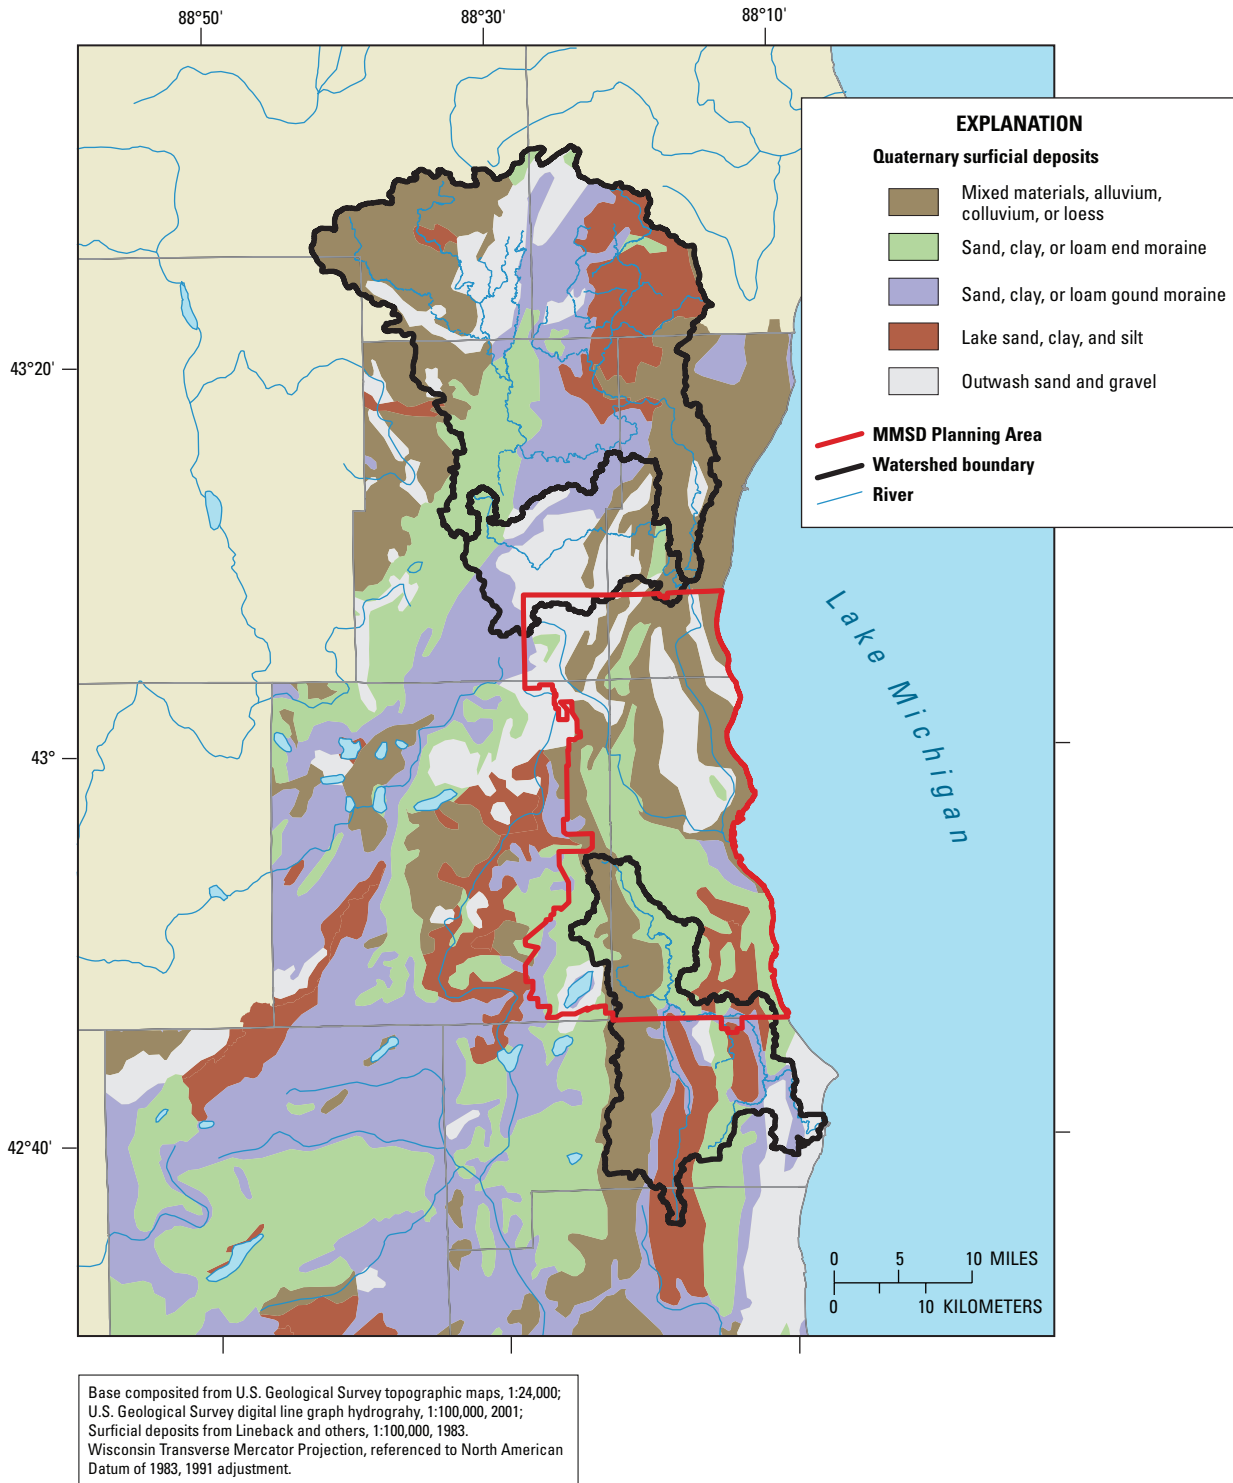 88°50'
88°30'
88°10'
EXPLANATION
Quaternary surficial deposits
Mixed materials, alluvium,
colluvium, or loess
Sand, clay, or loam end moraine
Sand, clay, or loam gound moraine
Lake sand, clay, and silt
Outwash sand and gravel
MMSD Planning Area
Watershed boundary
River
43°20'
Lake Michigan
43°
42°40'
0 5 10 MILES
0 10 KILOMETERS
Base composited from U.S. Geological Survey topographic maps, 1:24,000;
U.S. Geological Survey digital line graph hydrograhy, 1:100,000, 2001;
Surficial deposits from Lineback and others, 1:100,000, 1983.
Wisconsin Transverse Mercator Projection, referenced to North American
Datum of 1983, 1991 adjustment.